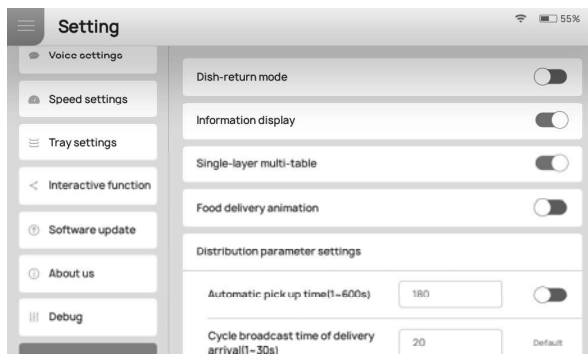 Setting
55%
Voice settings
Speed settings
Tray settings
Interactive function
Software update
About us
Debug
Dish-return mode
Information display
Single-layer multi-table
Food delivery animation
Distribution parameter settings
Automatic pick up time(1~600s)
180
Cycle broadcast time of delivery
arrival(1~30s)
20
Default